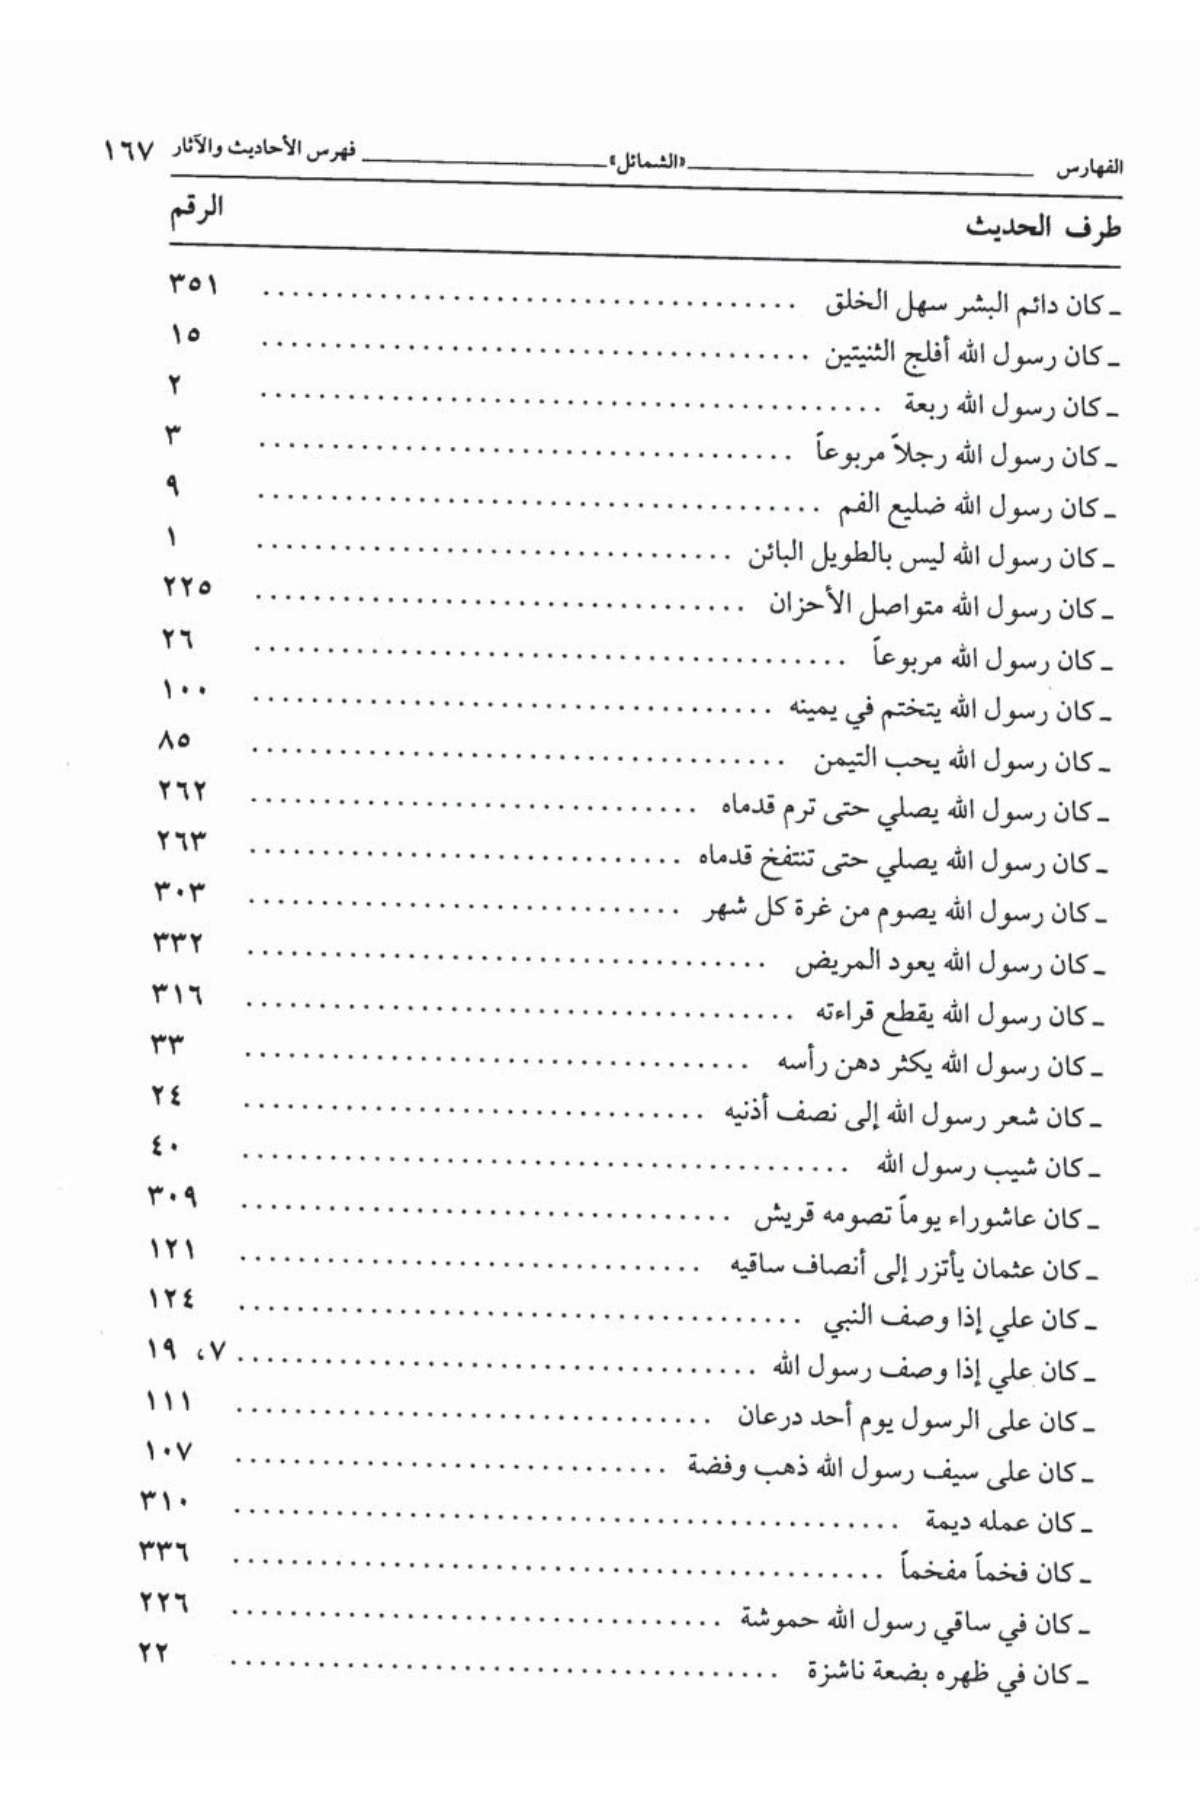 الفهارس ــــــ «الشمائل» ــــــ فهرس الأحاديث والآثار ١٦٧
طرف الحديث الرقم
ـ كان دائم البشر سهل الخلق ........ ٣٥١
ـ كان رسول الله أفلج الثنيتين ........ ١٥
ـ كان رسول الله ربعة ........ ٢
ـ كان رسول الله رجلاً مربوعاً ........ ٣
ـ كان رسول الله ضليع الفم ........ ٩
ـ كان رسول الله ليس بالطويل البائن ........ ١
ـ كان رسول الله متواصل الأحزان ........ ٢٢٥
ـ كان رسول الله مربوعاً ........ ٢٦
ـ كان رسول الله يتختم في يمينه ........ ١٠٠
ـ كان رسول الله يحب التيمن ........ ٨٥
ـ كان رسول الله يصلي حتى ترم قدماه ........ ٢٦٢
ـ كان رسول الله يصلي حتى تنتفخ قدماه ........ ٢٦٣
ـ كان رسول الله يصوم من غرة كل شهر ........ ٣٠٣
ـ كان رسول الله يعود المريض ........ ٣٣٢
ـ كان رسول الله يقطع قراءته ........ ٣١٦
ـ كان رسول الله يكثر دهن رأسه ........ ٣٣
ـ كان شعر رسول الله إلى نصف أذنيه ........ ٢٤
ـ كان شيب رسول الله ........ ٤٠
ـ كان عاشوراء يوماً تصومه قريش ........ ٣٠٩
ـ كان عثمان يأتزر إلى أنصاف ساقيه ........ ١٢١
ـ كان علي إذا وصف النبي ........ ١٢٤
ـ كان علي إذا وصف رسول الله ........ ٧، ١٩
ـ كان على الرسول يوم أحد درعان ........ ١١١
ـ كان على سيف رسول الله ذهب وفضة ........ ١٠٧
ـ كان عمله ديمة ........ ٣١٠
ـ كان فخماً مفخماً ........ ٣٣٦
ـ كان في ساقي رسول الله حموشة ........ ٢٢٦
ـ كان في ظهره بضعة ناشزة ........ ٢٢